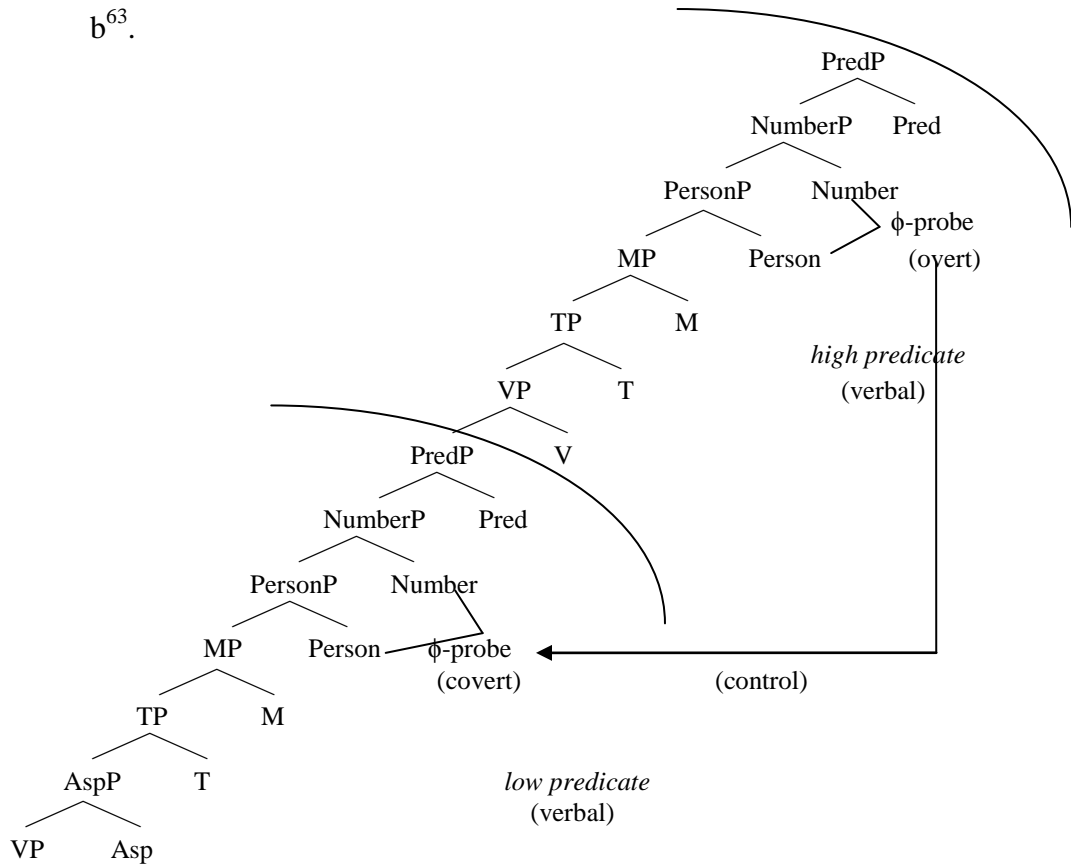 b63.
PredP
NumberP Pred
PersonP Number
ϕ-probe
MP Person (overt)
TP M
high predicate
VP T (verbal)
PredP V
NumberP Pred
PersonP Number
MP Person ϕ-probe
(covert) (control)
TP M
AspP T low predicate
(verbal)
VP Asp